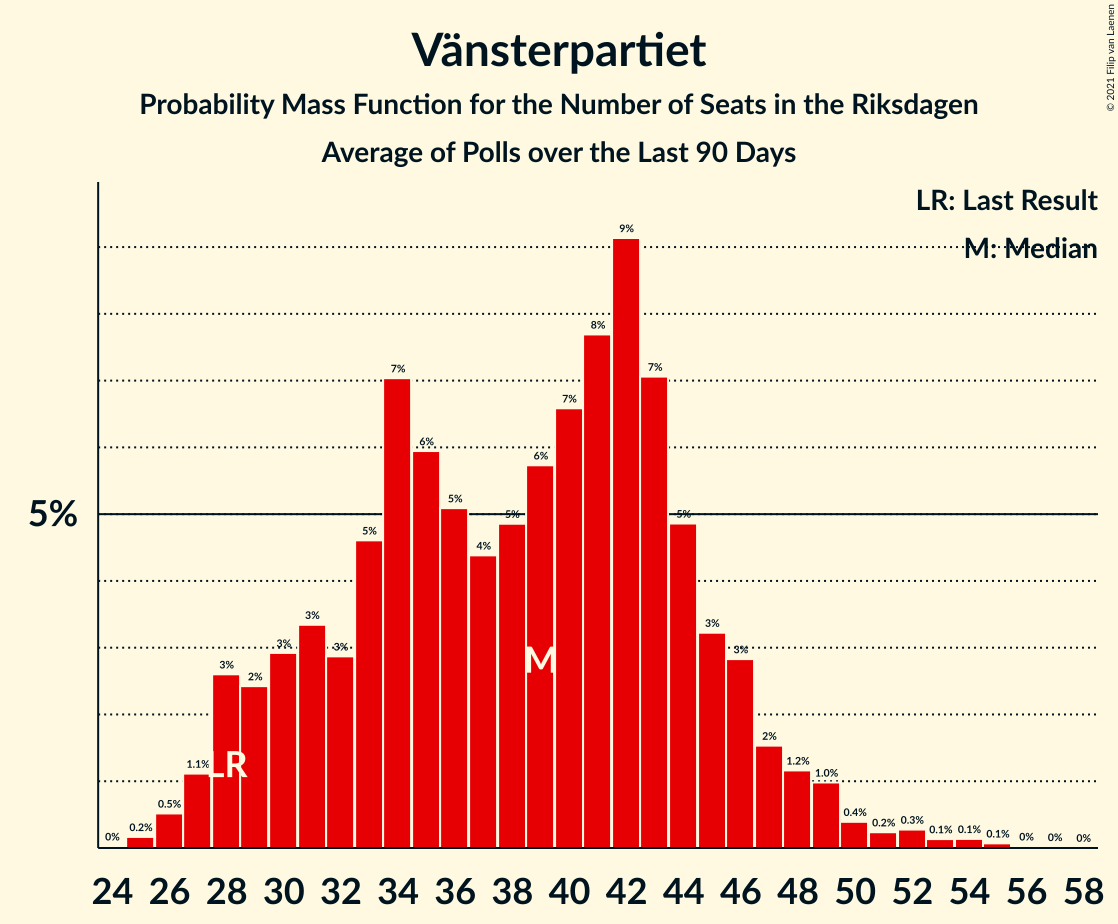 Vänsterpartiet
Probability Mass Function for the Number of Seats in the Riksdagen
Average of Polls over the Last 90 Days
© 2021 Filip van Laenen
LR: Last Result
M: Median
5%
0% 0.2% 0.5% 1.1% 3% 2% 3% 3% 3% 5% 7% 6% 5% 4% 5% 6% 7% 8% 9% 7% 5% 3% 3% 2% 1.2% 1.0% 0.4% 0.2% 0.3% 0.1% 0.1% 0.1% 0% 0% 0%
LR
M
24 26 28 30 32 34 36 38 40 42 44 46 48 50 52 54 56 58